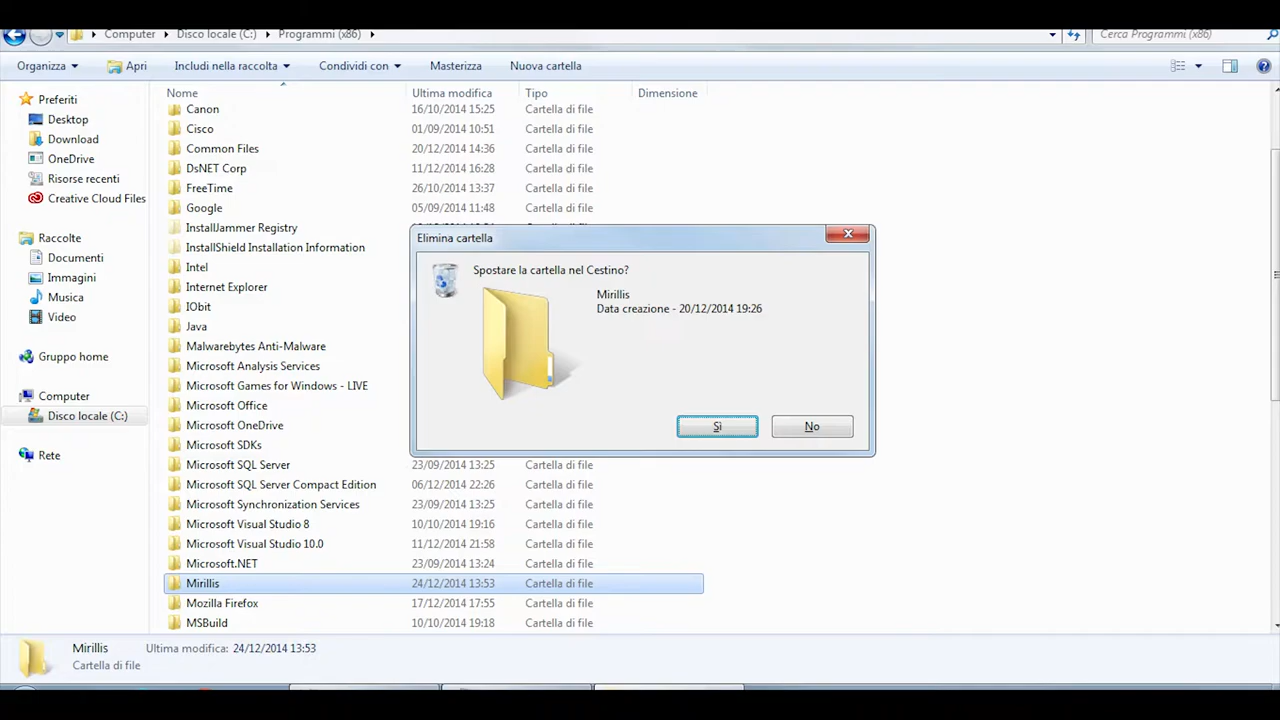 Computer Disco locale (C:) Programmi (x86) Cerca Programmi (x86)
Organizza Apri Includi nella raccolta Condividi con Masterizza Nuova cartella
Nome Ultima modifica Tipo Dimensione
Preferiti
Desktop
Download
OneDrive
Risorse recenti
Creative Cloud Files
Raccolte
Documenti
Immagini
Musica
Video
Gruppo home
Computer
Disco locale (C:)
Rete
Canon 16/10/2014 15:25 Cartella di file
Cisco 01/09/2014 10:51 Cartella di file
Common Files 20/12/2014 14:36 Cartella di file
DsNET Corp 11/12/2014 16:28 Cartella di file
FreeTime 26/10/2014 13:37 Cartella di file
Google 05/09/2014 11:48 Cartella di file
InstallJammer Registry
InstallShield Installation Information
Intel
Internet Explorer
IObit
Java
Malwarebytes Anti-Malware
Microsoft Analysis Services
Microsoft Games for Windows - LIVE
Microsoft Office
Microsoft OneDrive
Microsoft SDKs
Microsoft SQL Server 23/09/2014 13:25 Cartella di file
Microsoft SQL Server Compact Edition 06/12/2014 22:26 Cartella di file
Microsoft Synchronization Services 23/09/2014 13:25 Cartella di file
Microsoft Visual Studio 8 10/10/2014 19:16 Cartella di file
Microsoft Visual Studio 10.0 11/12/2014 21:58 Cartella di file
Microsoft.NET 23/09/2014 13:24 Cartella di file
Mirillis 24/12/2014 13:53 Cartella di file
Mozilla Firefox 17/12/2014 17:55 Cartella di file
MSBuild 10/10/2014 19:18 Cartella di file
Elimina cartella
Spostare la cartella nel Cestino?
Mirillis
Data creazione - 20/12/2014 19:26
Sì No
Mirillis Ultima modifica: 24/12/2014 13:53
Cartella di file